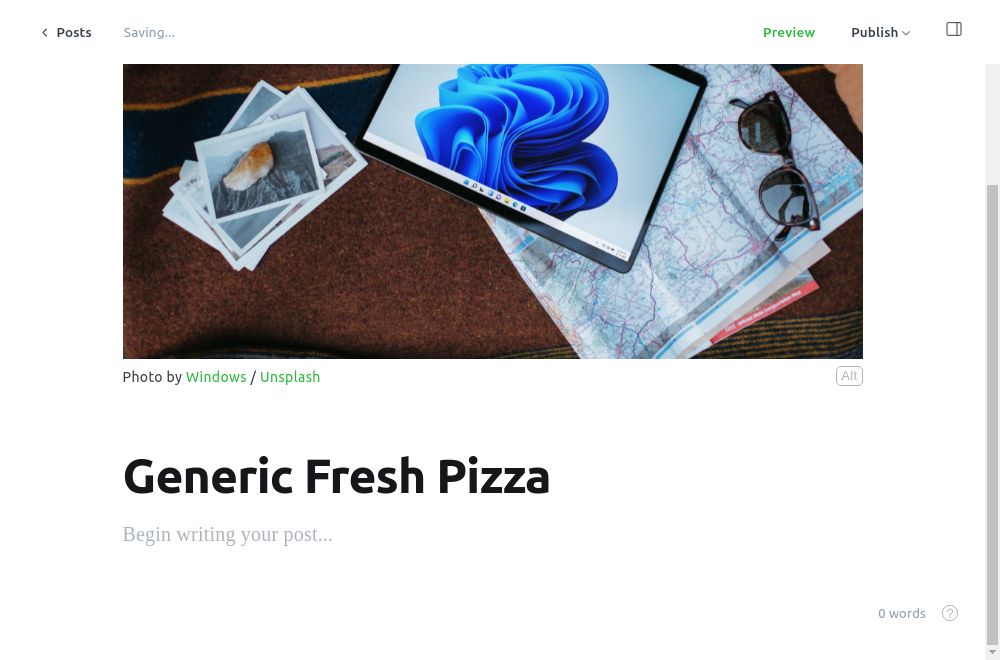 Posts
Saving...
Preview
Publish
Photo by Windows / Unsplash
Alt
Generic Fresh Pizza
Begin writing your post...
0 words
?